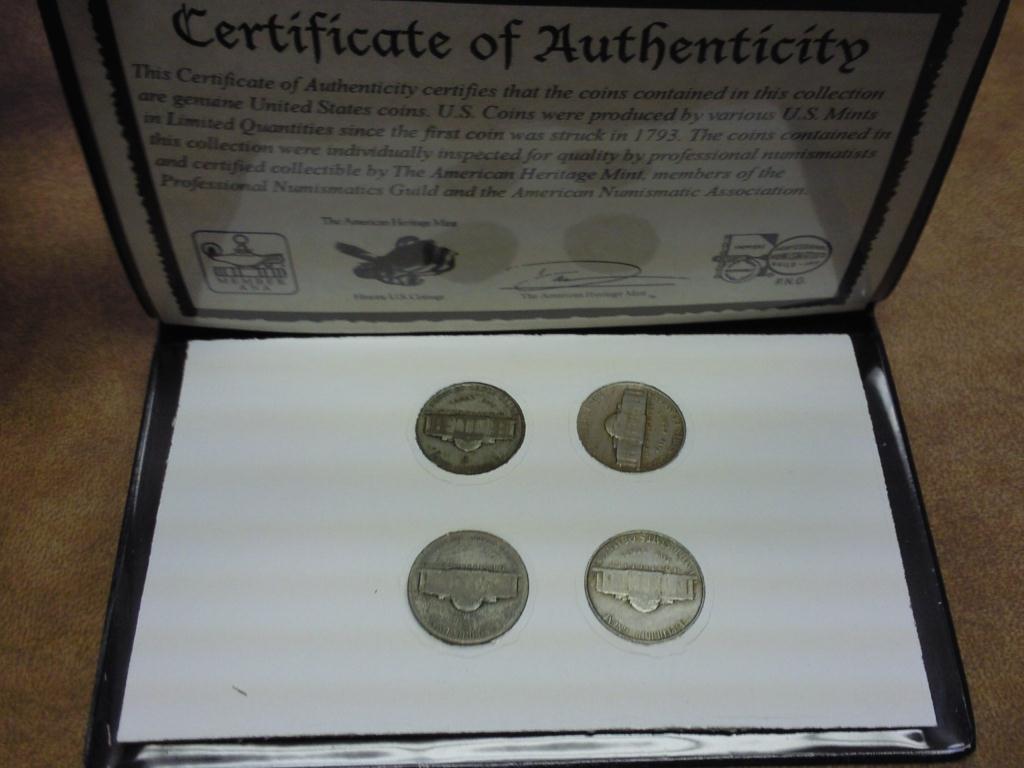 Certificate of Authenticity
This Certificate of Authenticity certifies that the coins contained in this collection
are genuine United States coins. U.S. Coins were produced by various U.S. Mints
in Limited Quantities since the first coin was struck in 1793. The coins contained in
this collection were individually inspected for quality by professional numismatists
and certified collectible by The American Heritage Mint, members of the
Professional Numismatics Guild and the American Numismatic Association.
The American Heritage Mint
MEMBER
ANA
Historic U.S. Coinage
The American Heritage Mint
P.N.G.